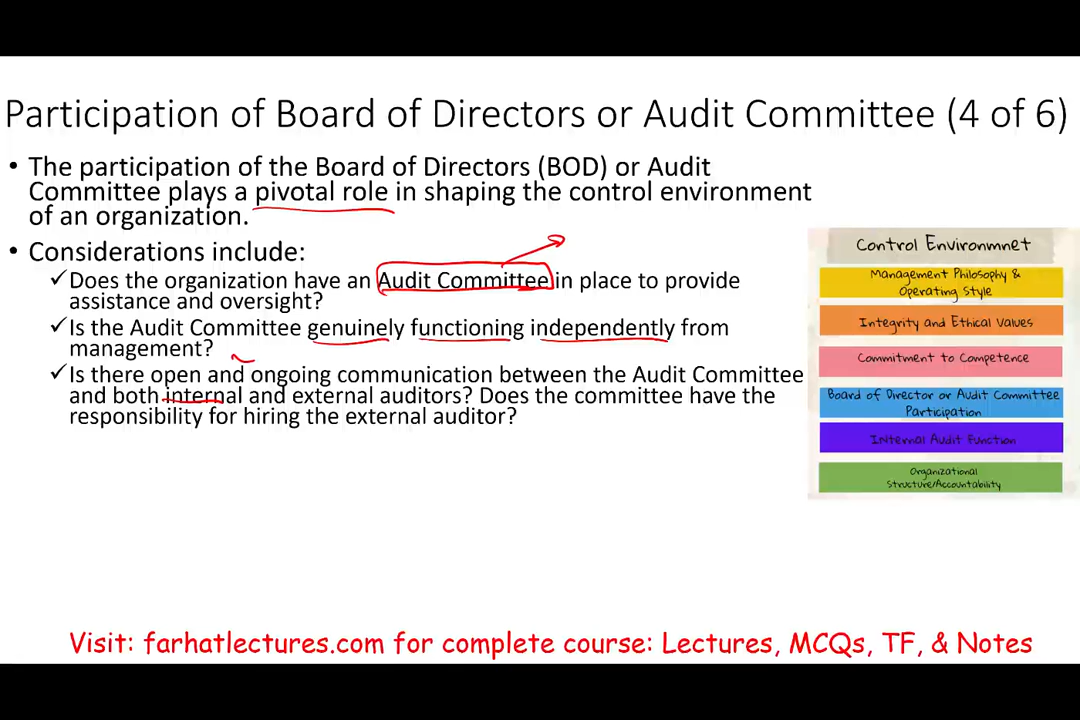 Participation of Board of Directors or Audit Committee (4 of 6)
• The participation of the Board of Directors (BOD) or Audit
Committee plays a pivotal role in shaping the control environment
of an organization.
• Considerations include:
✓Does the organization have an Audit Committee in place to provide
assistance and oversight?
✓Is the Audit Committee genuinely functioning independently from
management?
✓Is there open and ongoing communication between the Audit Committee
and both internal and external auditors? Does the committee have the
responsibility for hiring the external auditor?
Control Environmnet
Management Philosophy &
Operating Style
Integrity and Ethical Values
Commitment to Competence
Board of Director or Audit Committee
Participation
Internal Audit Function
Organizational
Structure/Accountability
Visit: farhatlectures.com for complete course: Lectures, MCQs, TF, & Notes